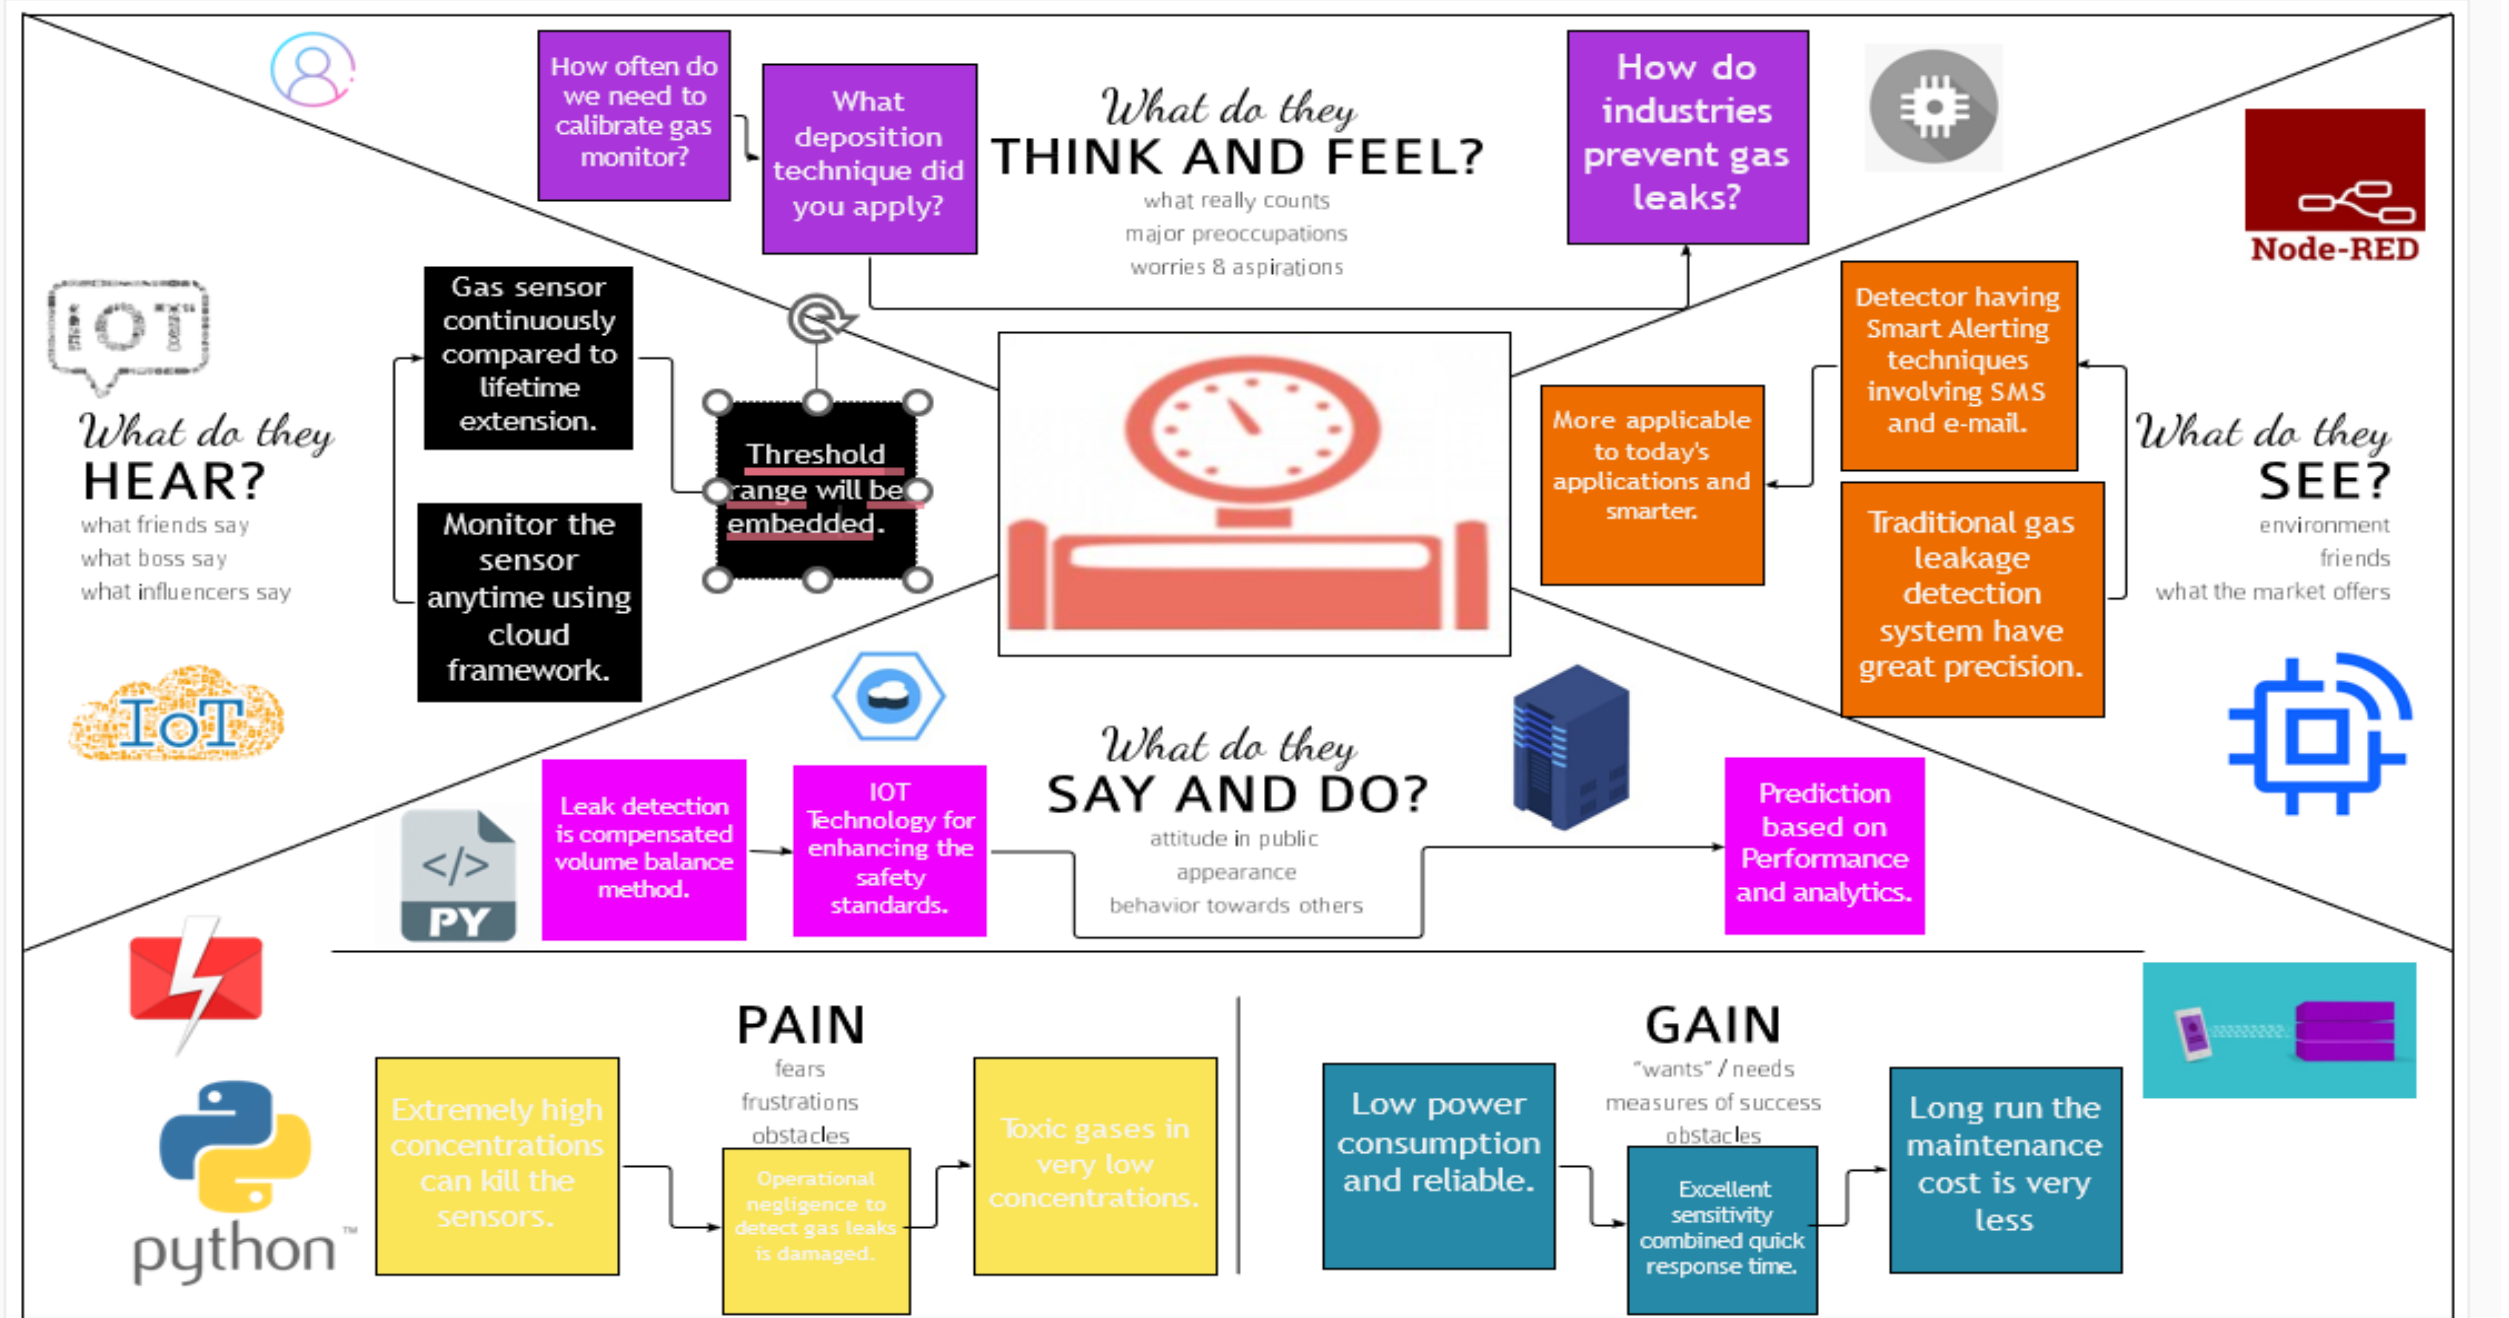 How often do
we need to
calibrate gas
monitor?
What
deposition
technique did
you apply?
What do they
THINK AND FEEL?
what really counts
major preoccupations
worries & aspirations
How do
industries
prevent gas
leaks?
Node-RED
IOT
What do they
HEAR?
what friends say
what boss say
what influencers say
IoT
Gas sensor
continuously
compared to
lifetime
extension.
Monitor the
sensor
anytime using
cloud
framework.
Threshold
range will be
embedded.
More applicable
to today's
applications and
smarter.
Detector having
Smart Alerting
techniques
involving SMS
and e-mail.
Traditional gas
leakage
detection
system have
great precision.
What do they
SEE?
environment
friends
what the market offers
</>
PY
Leak detection
is compensated
volume balance
method.
IOT
Technology for
enhancing the
safety
standards.
What do they
SAY AND DO?
attitude in public
appearance
behavior towards others
Prediction
based on
Performance
and analytics.
python™
PAIN
fears
frustrations
obstacles
Extremely high
concentrations
can kill the
sensors.
Operational
negligence to
detect gas leaks
is damaged.
Toxic gases in
very low
concentrations.
GAIN
"wants" / needs
measures of success
obstacles
Low power
consumption
and reliable.
Excellent
sensitivity
combined quick
response time.
Long run the
maintenance
cost is very
less